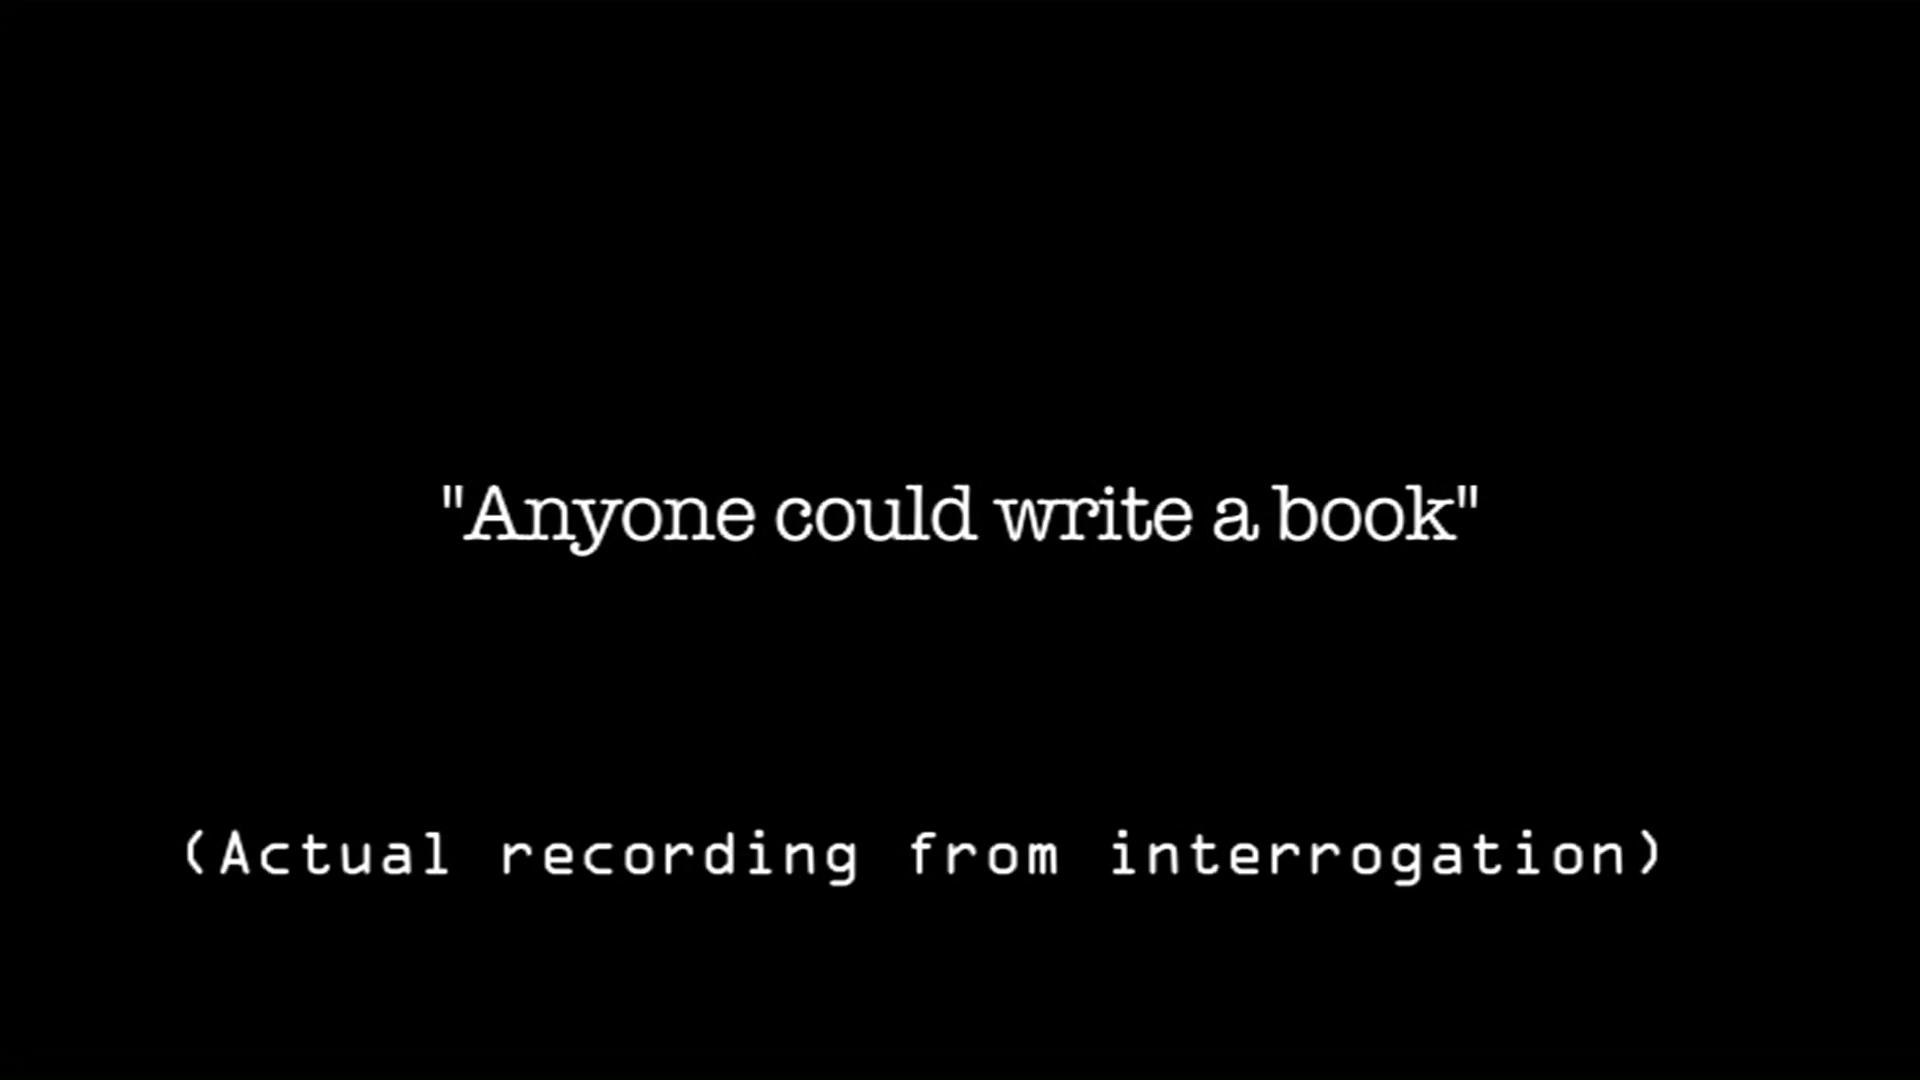 "Anyone could write a book"
(Actual recording from interrogation)